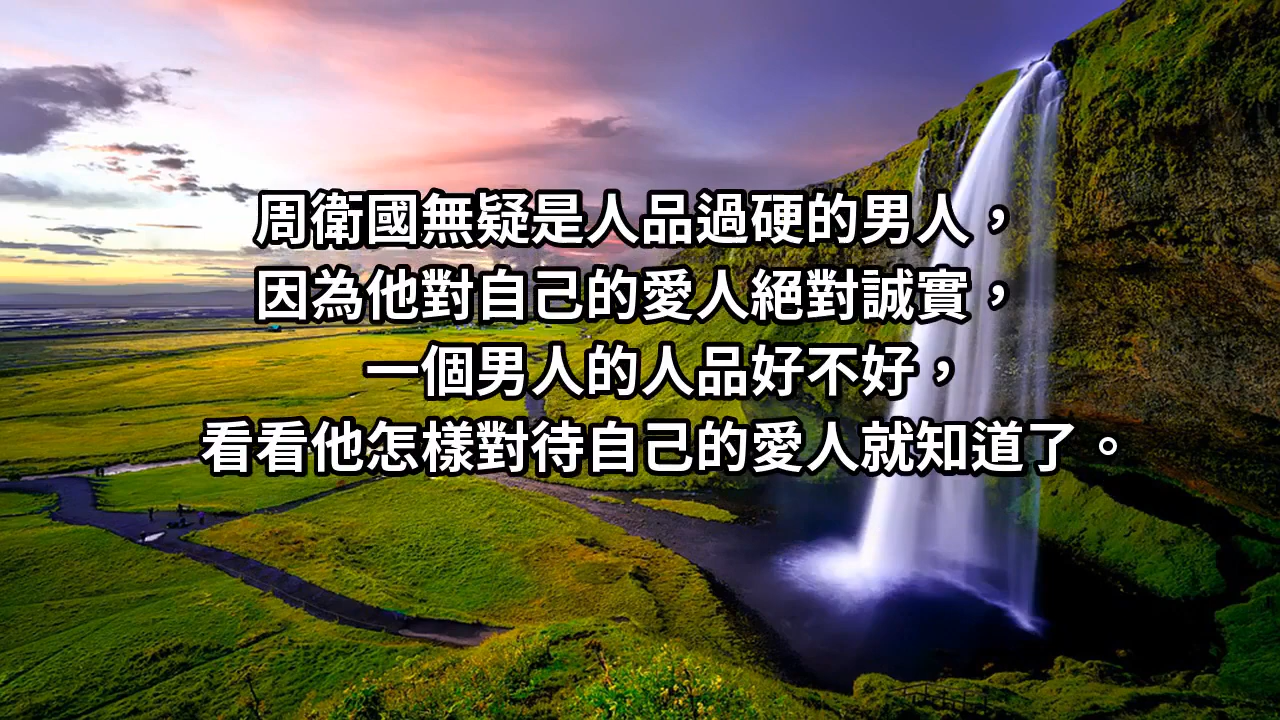 周衛國無疑是人品過硬的男人，
因為他對自己的愛人絕對誠實，
一個男人的人品好不好，
看看他怎樣對待自己的愛人就知道了。